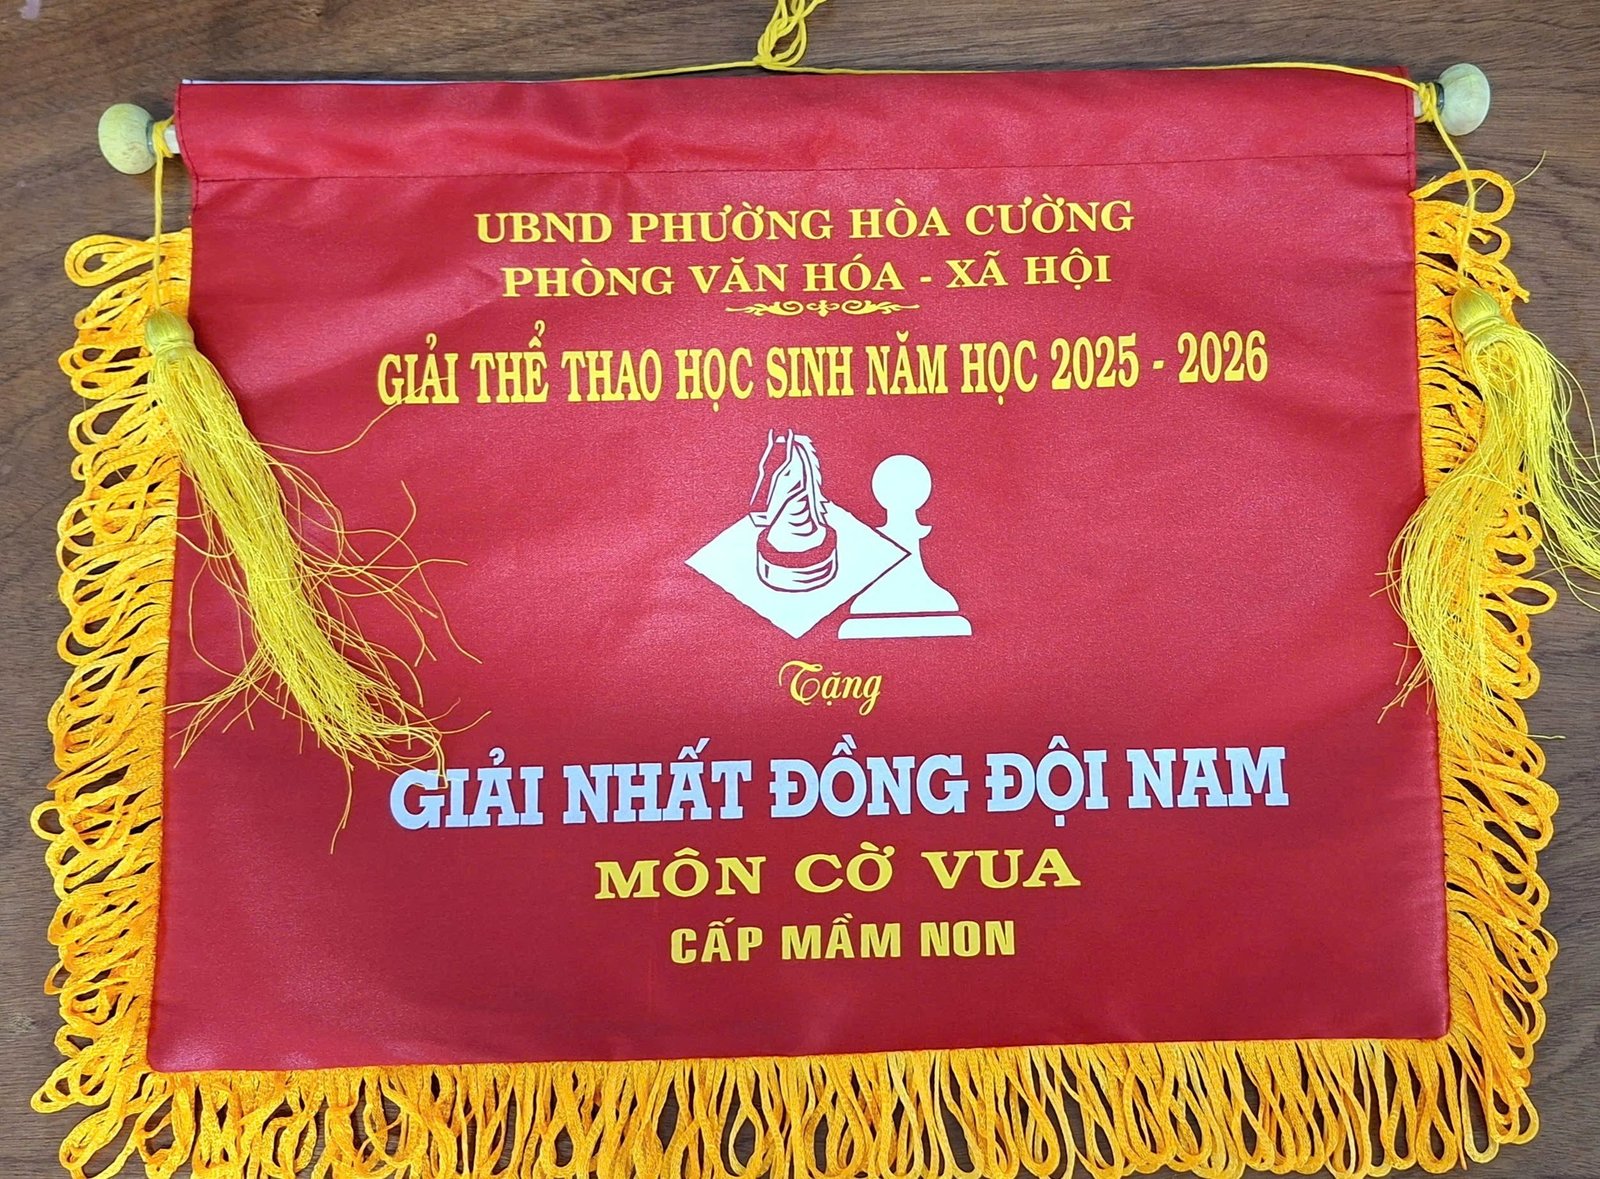 UBND PHƯỜNG HÒA CƯỜNG
PHÒNG VĂN HÓA - XÃ HỘI
GIẢI THỂ THAO HỌC SINH NĂM HỌC 2025 - 2026
Tặng
GIẢI NHẤT ĐỒNG ĐỘI NAM
MÔN CỜ VUA
CẤP MẦM NON